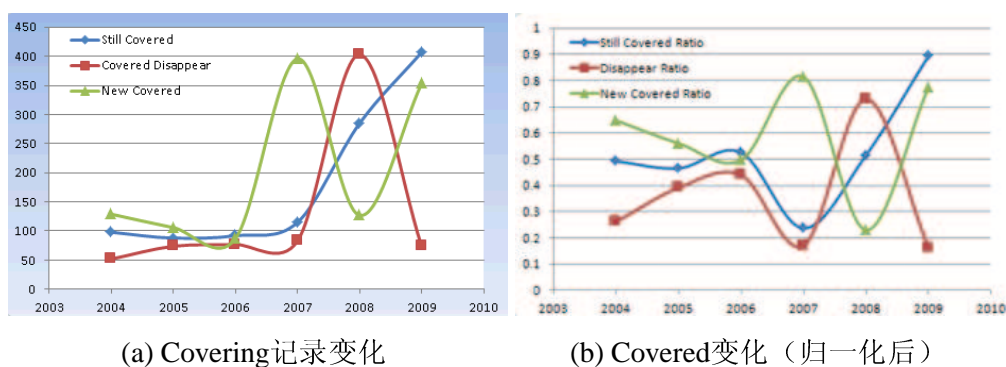 450
400
350
300
250
200
150
100
50
0
Still Covered
Covered Disappear
New Covered
2003 2004 2005 2006 2007 2008 2009 2010
(a) Covering记录变化
1
0.9
0.8
0.7
0.6
0.5
0.4
0.3
0.2
0.1
0
Still Covered Ratio
Disappear Ratio
New Covered Ratio
2003 2004 2005 2006 2007 2008 2009 2010
(b) Covered变化（归一化后）